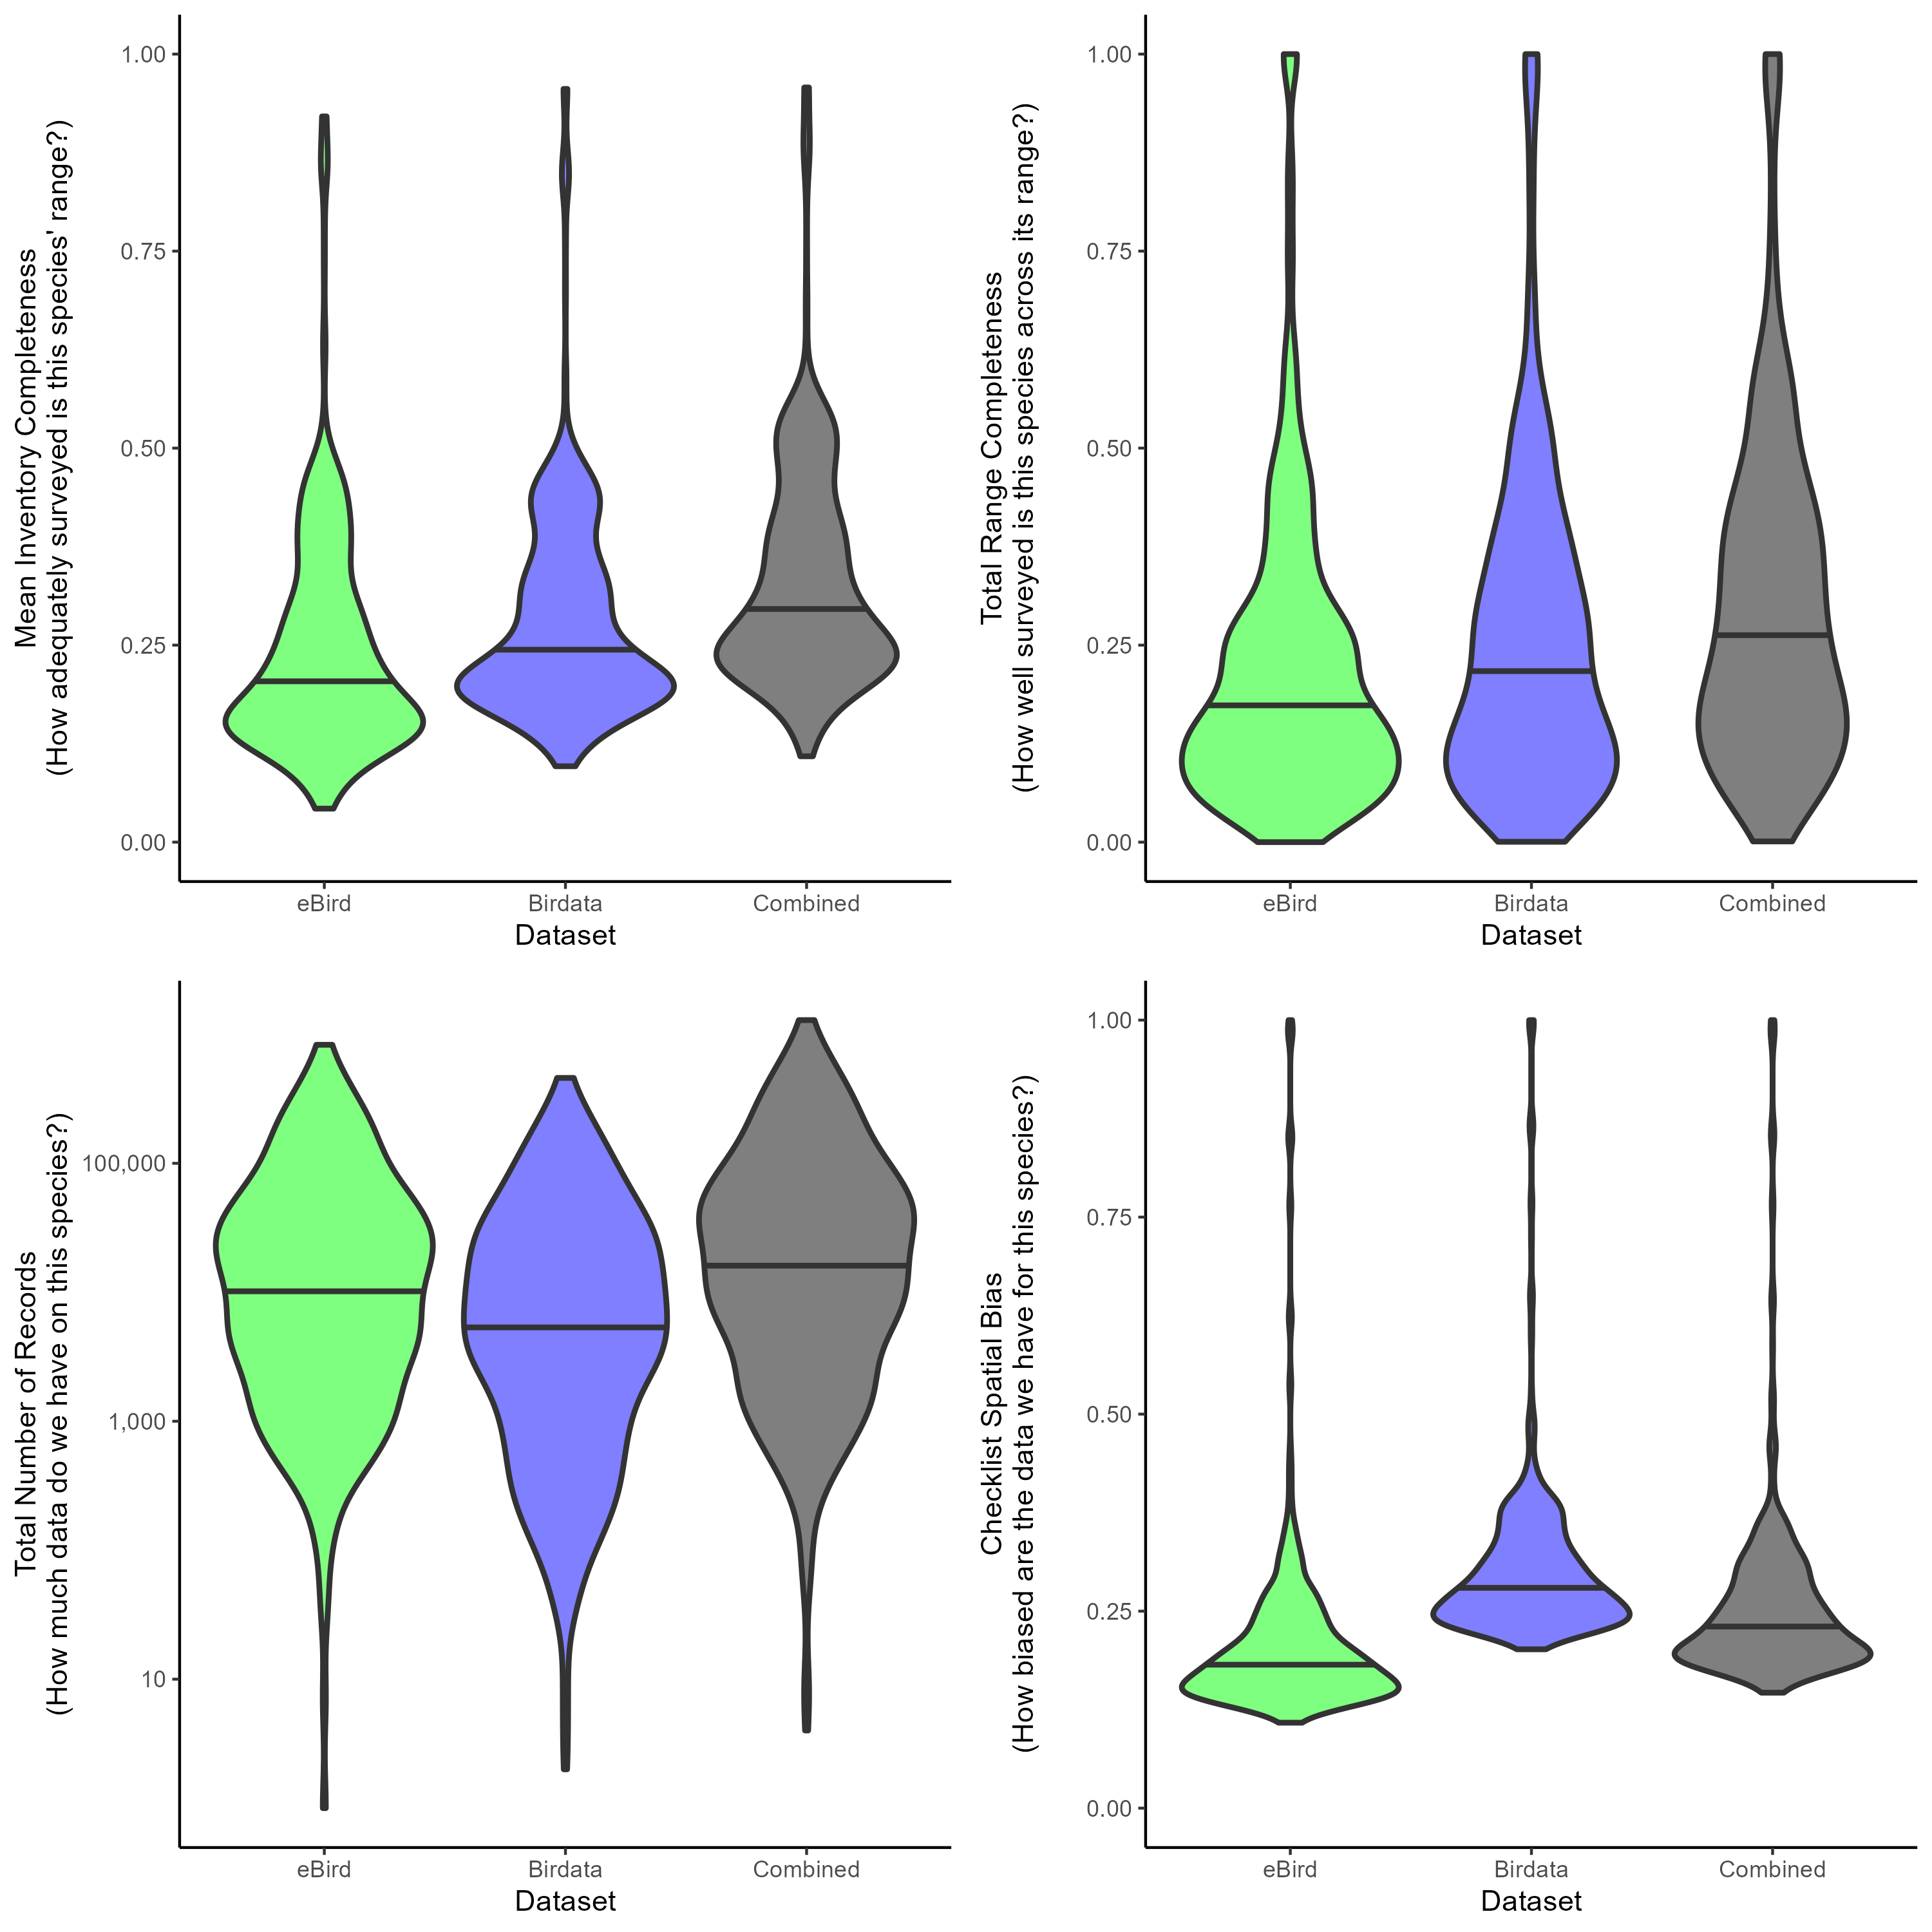 Mean Inventory Completeness
(How adequately surveyed is this species' range?)
1.00
0.75
0.50
0.25
0.00
eBird
Birdata
Combined
Dataset
Total Range Completeness
(How well surveyed is this species across its range?)
1.00
0.75
0.50
0.25
0.00
eBird
Birdata
Combined
Dataset
Total Number of Records
(How much data do we have on this species?)
100,000
1,000
10
eBird
Birdata
Combined
Dataset
Checklist Spatial Bias
(How biased are the data we have for this species?)
1.00
0.75
0.50
0.25
0.00
eBird
Birdata
Combined
Dataset